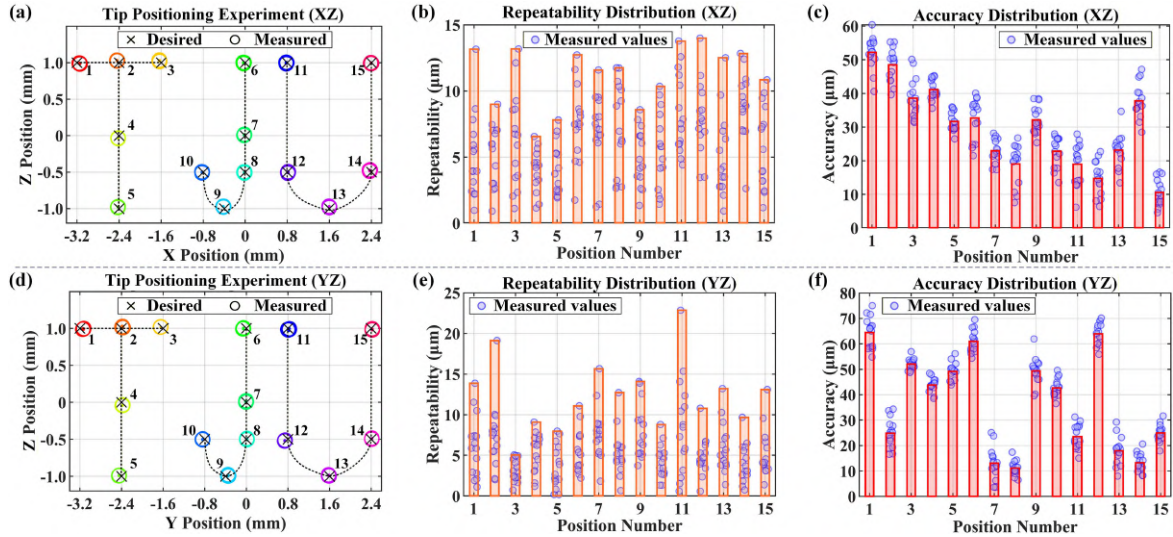 (a)
Tip Positioning Experiment (XZ)
× Desired ○ Measured
Z Position (mm)
1.0
0.5
0
-0.5
-1.0
1
2
3
6
11
15
4
7
10
8
12
14
5
9
13
-3.2 -2.4 -1.6 -0.8 0 0.8 1.6 2.4
X Position (mm)
(b)
Repeatability Distribution (XZ)
Measured values
Repeatability (μm)
15
10
5
0
1 3 5 7 9 11 13 15
Position Number
(c)
Accuracy Distribution (XZ)
Measured values
Accuracy (μm)
60
50
40
30
20
10
0
1 3 5 7 9 11 13 15
Position Number
(d)
Tip Positioning Experiment (YZ)
× Desired ○ Measured
Z Position (mm)
1.0
0.5
0
-0.5
-1.0
1
2
3
6
11
15
4
7
10
8
12
14
5
9
13
-3.2 -2.4 -1.6 -0.8 0 0.8 1.6 2.4
Y Position (mm)
(e)
Repeatability Distribution (YZ)
Measured values
Repeatability (μm)
25
20
15
10
5
0
1 3 5 7 9 11 13 15
Position Number
(f)
Accuracy Distribution (YZ)
Measured values
Accuracy (μm)
80
70
60
50
40
30
20
10
0
1 3 5 7 9 11 13 15
Position Number